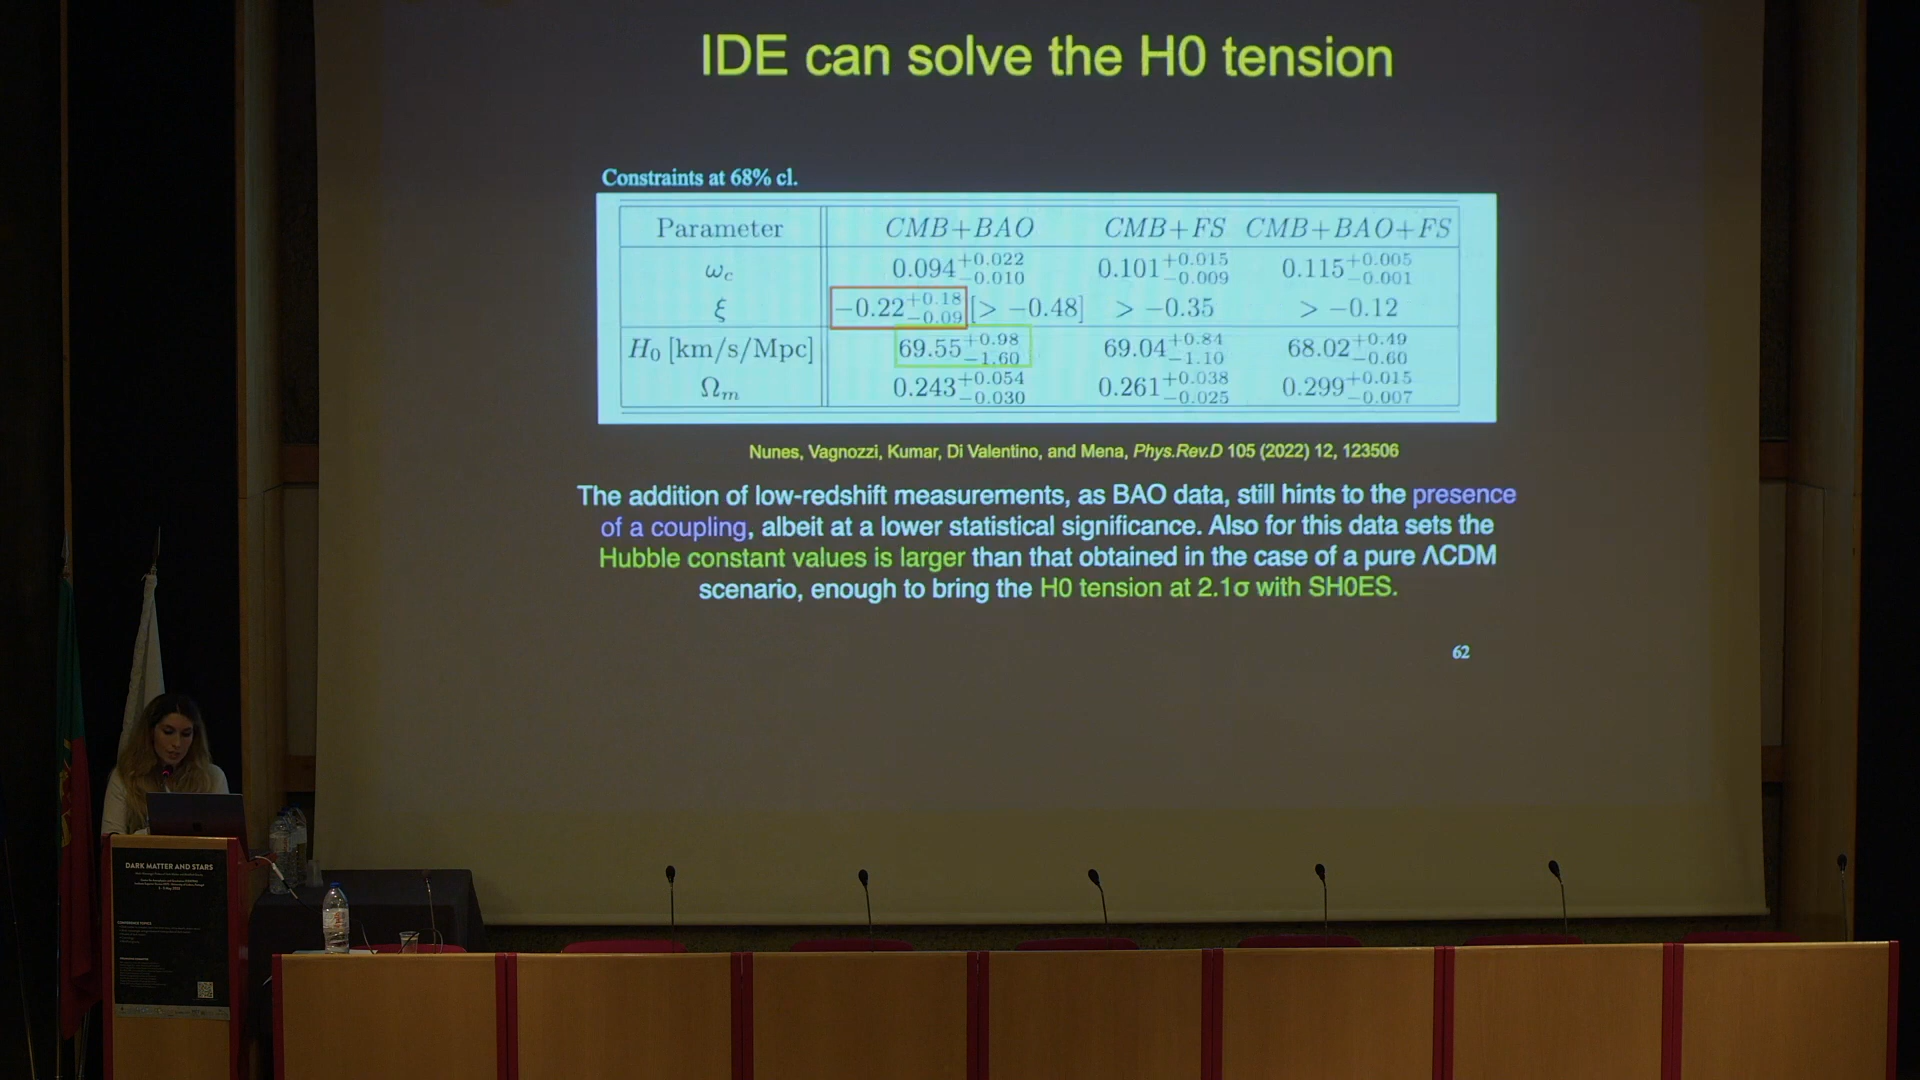 IDE can solve the H0 tension
Constraints at 68% cl.
Parameter CMB+BAO CMB+FS CMB+BAO+FS
ω_c 0.094^{+0.022}_{−0.010} 0.101^{+0.015}_{−0.009} 0.115^{+0.005}_{−0.001}
ξ −0.22^{+0.18}_{−0.09} [> −0.48] > −0.35 > −0.12
H_0 [km/s/Mpc] 69.55^{+0.98}_{−1.60} 69.04^{+0.84}_{−1.10} 68.02^{+0.49}_{−0.60}
Ω_m 0.243^{+0.054}_{−0.030} 0.261^{+0.038}_{−0.025} 0.299^{+0.015}_{−0.007}
Nunes, Vagnozzi, Kumar, Di Valentino, and Mena, Phys.Rev.D 105 (2022) 12, 123506
The addition of low-redshift measurements, as BAO data, still hints to the presence
of a coupling, albeit at a lower statistical significance. Also for this data sets the
Hubble constant values is larger than that obtained in the case of a pure ΛCDM
scenario, enough to bring the H0 tension at 2.1σ with SH0ES.
62
DARK MATTER AND STARS
CONFERENCE TOPICS